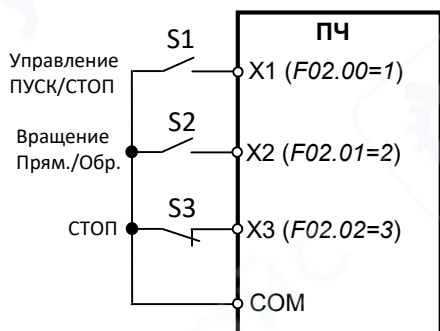 ПЧ
S1
Управление
ПУСК/СТОП
X1 (F02.00=1)
S2
Вращение
Прям./Обр.
X2 (F02.01=2)
S3
СТОП
X3 (F02.02=3)
COM